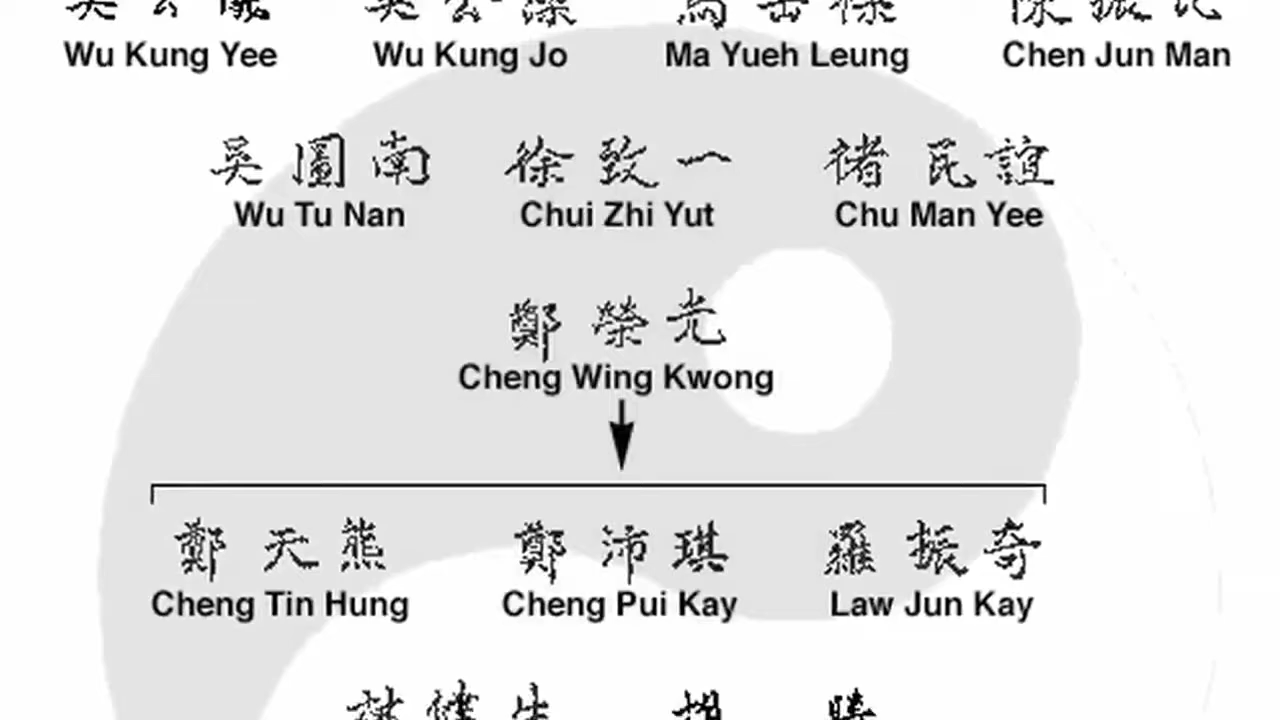 Wu Kung Yee Wu Kung Jo Ma Yueh Leung Chen Jun Man
吳圖南 徐致一 褚民誼
Wu Tu Nan Chui Zhi Yut Chu Man Yee
鄭榮光
Cheng Wing Kwong
鄭天熊 鄭沛琪 羅振奇
Cheng Tin Hung Cheng Pui Kay Law Jun Kay